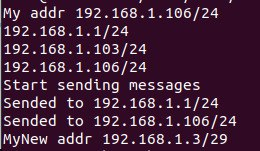 My addr 192.168.1.106/24
192.168.1.1/24
192.168.1.103/24
192.168.1.106/24
Start sending messages
Sended to 192.168.1.1/24
Sended to 192.168.1.106/24
MyNew addr 192.168.1.3/29